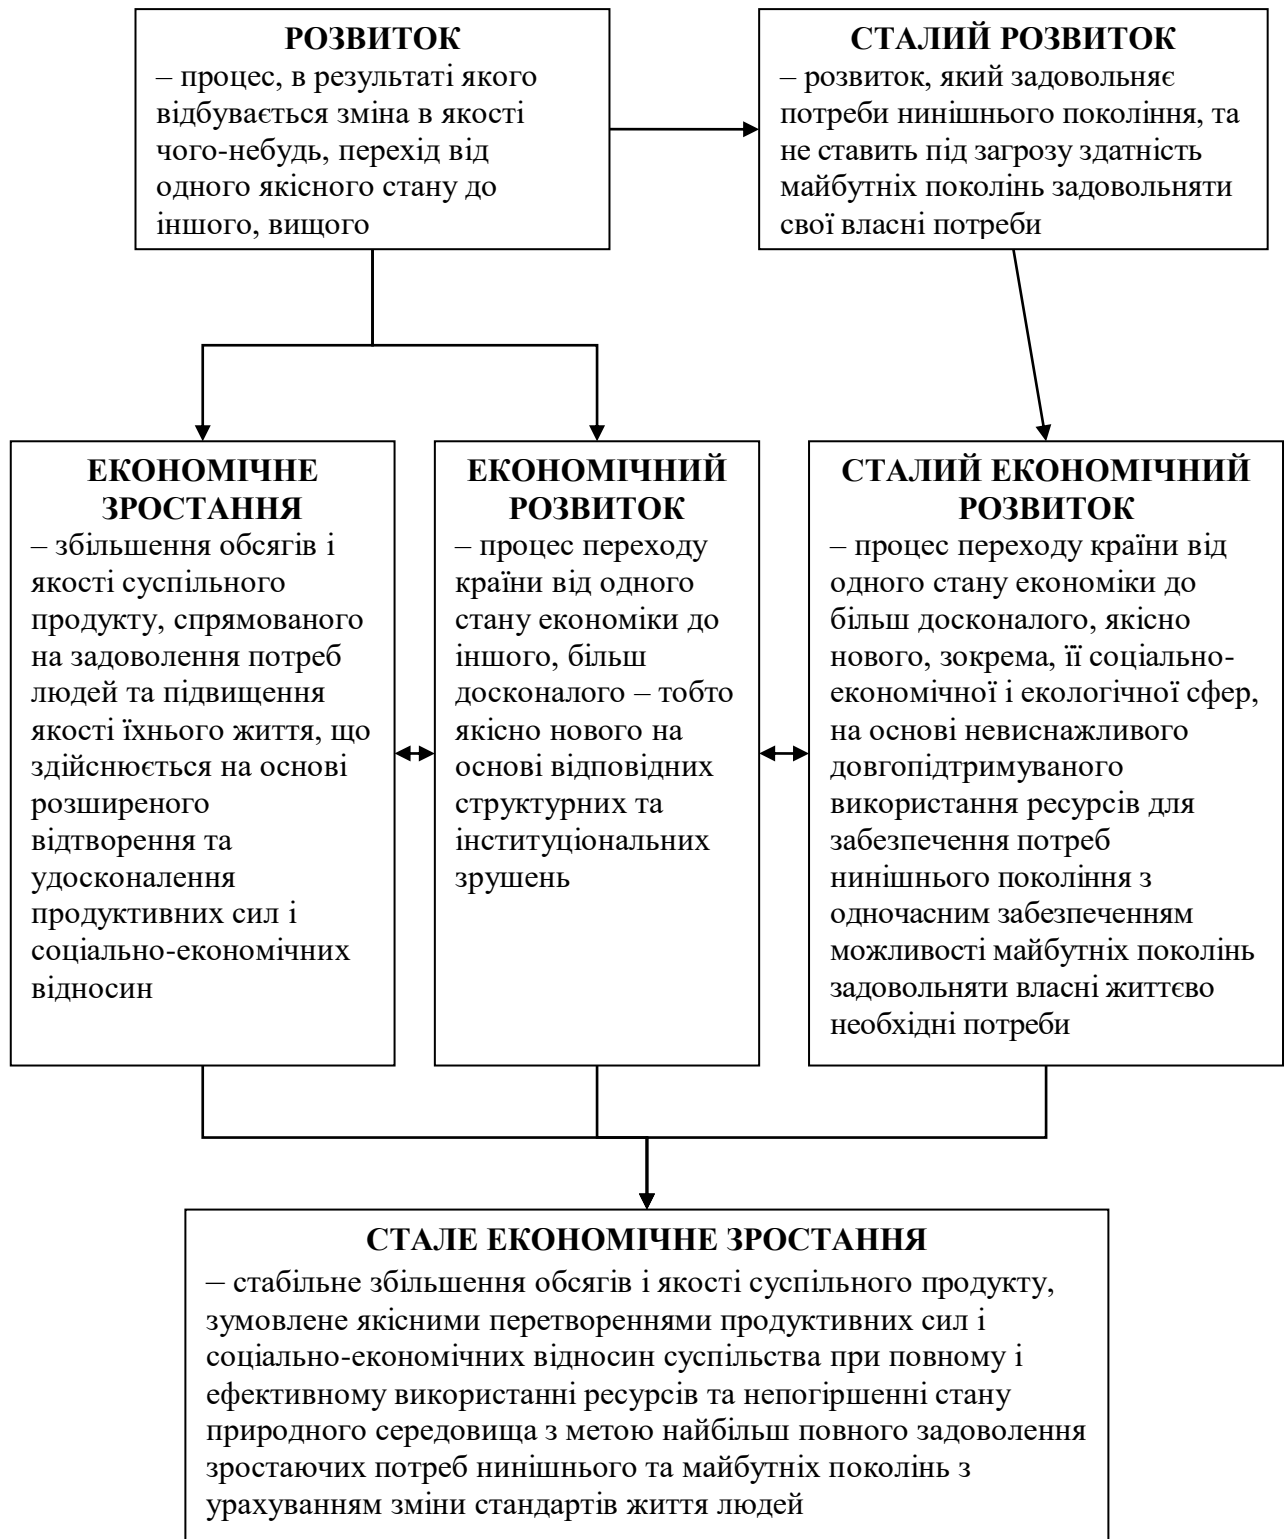 РОЗВИТОК
– процес, в результаті якого
відбувається зміна в якості
чого-небудь, перехід від
одного якісного стану до
іншого, вищого
СТАЛИЙ РОЗВИТОК
– розвиток, який задовольняє
потреби нинішнього покоління, та
не ставить під загрозу здатність
майбутніх поколінь задовольняти
свої власні потреби
ЕКОНОМІЧНЕ
ЗРОСТАННЯ
– збільшення обсягів і
якості суспільного
продукту, спрямованого
на задоволення потреб
людей та підвищення
якості їхнього життя, що
здійснюється на основі
розширеного
відтворення та
удосконалення
продуктивних сил і
соціально-економічних
відносин
ЕКОНОМІЧНИЙ
РОЗВИТОК
– процес переходу
країни від одного
стану економіки до
іншого, більш
досконалого – тобто
якісно нового на
основі відповідних
структурних та
інституціональних
зрушень
СТАЛИЙ ЕКОНОМІЧНИЙ
РОЗВИТОК
– процес переходу країни від
одного стану економіки до
більш досконалого, якісно
нового, зокрема, її соціально-
економічної і екологічної сфер,
на основі невиснажливого
довгопідтримуваного
використання ресурсів для
забезпечення потреб
нинішнього покоління з
одночасним забезпеченням
можливості майбутніх поколінь
задовольняти власні життєво
необхідні потреби
СТАЛЕ ЕКОНОМІЧНЕ ЗРОСТАННЯ
– стабільне збільшення обсягів і якості суспільного продукту,
зумовлене якісними перетвореннями продуктивних сил і
соціально-економічних відносин суспільства при повному і
ефективному використанні ресурсів та непогіршенні стану
природного середовища з метою найбільш повного задоволення
зростаючих потреб нинішнього та майбутніх поколінь з
урахуванням зміни стандартів життя людей